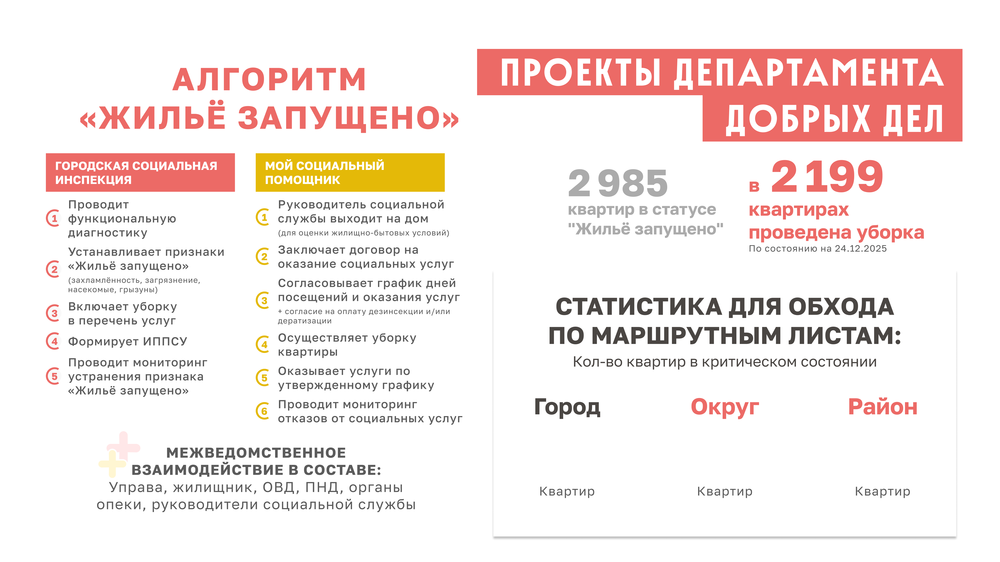 АЛГОРИТМ
«ЖИЛЬЁ ЗАПУЩЕНО»
ГОРОДСКАЯ СОЦИАЛЬНАЯ
ИНСПЕКЦИЯ
1
Проводит
функциональную
диагностику
2
Устанавливает признаки
«Жильё запущено»
(захламлённость, загрязнение,
насекомые, грызуны)
3
Включает уборку
в перечень услуг
4
Формирует ИППСУ
5
Проводит мониторинг
устранения признака
«Жильё запущено»
МОЙ СОЦИАЛЬНЫЙ
ПОМОЩНИК
1
Руководитель социальной
службы выходит на дом
(для оценки жилищно-бытовых условий)
2
Заключает договор на
оказание социальных услуг
3
Согласовывает график дней
посещений и оказания услуг
+ согласие на оплату дезинсекции и/или
дератизации
4
Осуществляет уборку
квартиры
5
Оказывает услуги по
утвержденному графику
6
Проводит мониторинг
отказов от социальных услуг
МЕЖВЕДОМСТВЕННОЕ
ВЗАИМОДЕЙСТВИЕ В СОСТАВЕ:
Управа, жилищник, ОВД, ПНД, органы
опеки, руководители социальной службы
ПРОЕКТЫ ДЕПАРТАМЕНТА
ДОБРЫХ ДЕЛ
2 985
квартир в статусе
"Жильё запущено"
в 2 199
квартирах
проведена уборка
По состоянию на 24.12.2025
СТАТИСТИКА ДЛЯ ОБХОДА
ПО МАРШРУТНЫМ ЛИСТАМ:
Кол-во квартир в критическом состоянии
Город Округ Район
Квартир Квартир Квартир